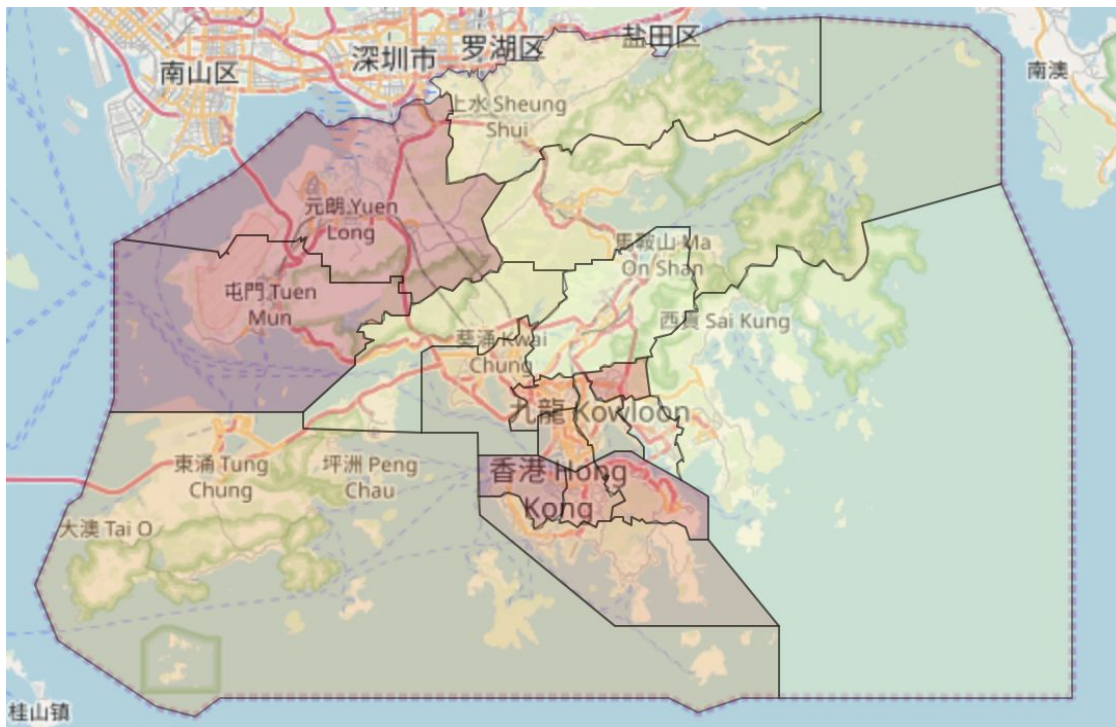 南山区
深圳市
罗湖区
盐田区
南澳
上水 Sheung
Shui
元朗 Yuen
Long
馬鞍山 Ma
On Shan
屯門 Tuen
Mun
西貢 Sai Kung
葵涌 Kwai
Chung
九龍 Kowloon
東涌 Tung
Chung
坪洲 Peng
Chau
香港 Hong
Kong
大澳 Tai O
桂山镇